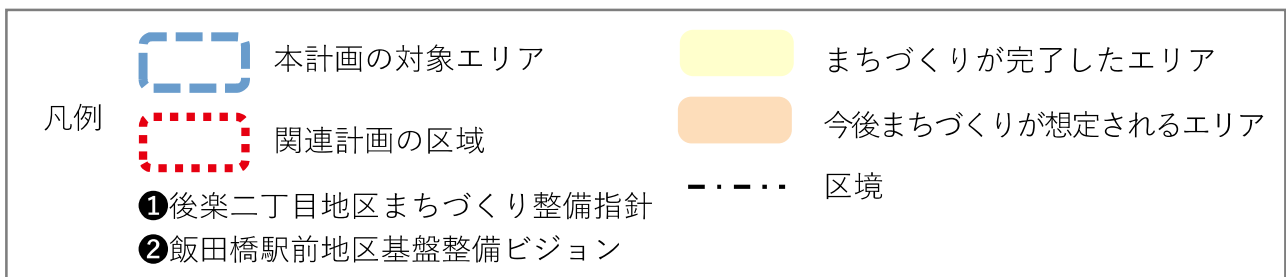 凡例
本計画の対象エリア
関連計画の区域
❶後楽二丁目地区まちづくり整備指針
❷飯田橋駅前地区基盤整備ビジョン
まちづくりが完了したエリア
今後まちづくりが想定されるエリア
区境